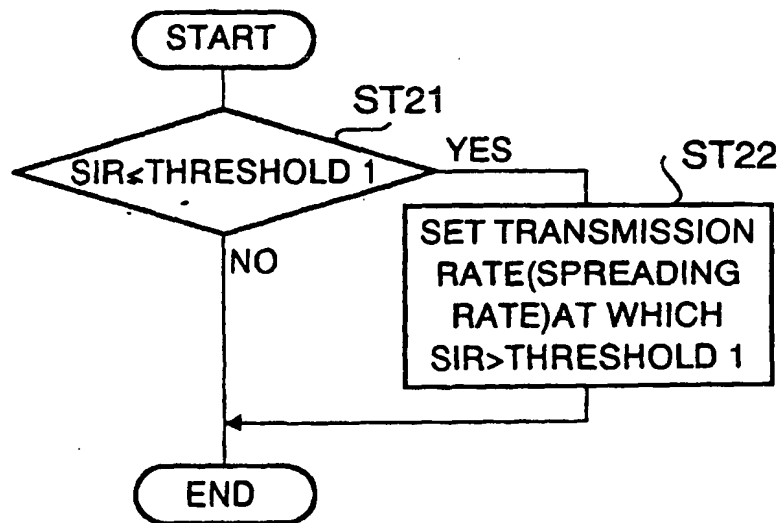 START
ST21
SIR≤THRESHOLD 1
YES
ST22
SET TRANSMISSION
RATE(SPREADING
RATE)AT WHICH
SIR>THRESHOLD 1
NO
END